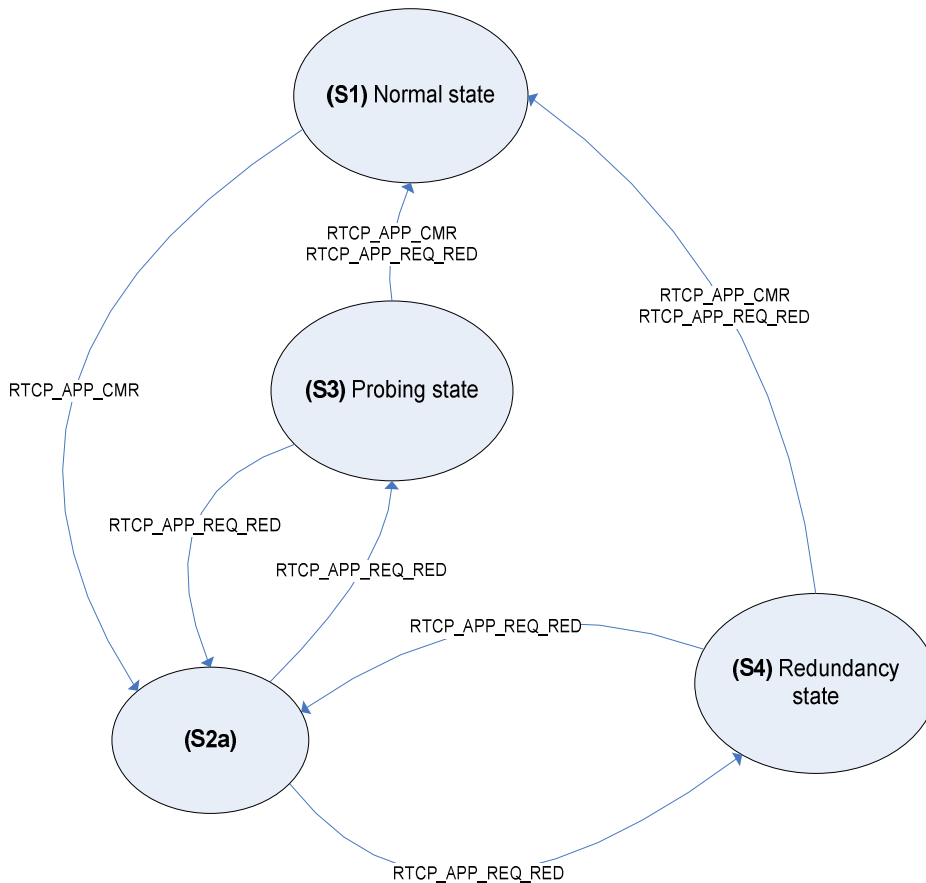 (S1) Normal state
RTCP_APP_CMR
RTCP_APP_REQ_RED
RTCP_APP_CMR
RTCP_APP_REQ_RED
(S3) Probing state
RTCP_APP_CMR
RTCP_APP_REQ_RED
RTCP_APP_REQ_RED
RTCP_APP_REQ_RED
(S4) Redundancy
state
(S2a)
RTCP_APP_REQ_RED